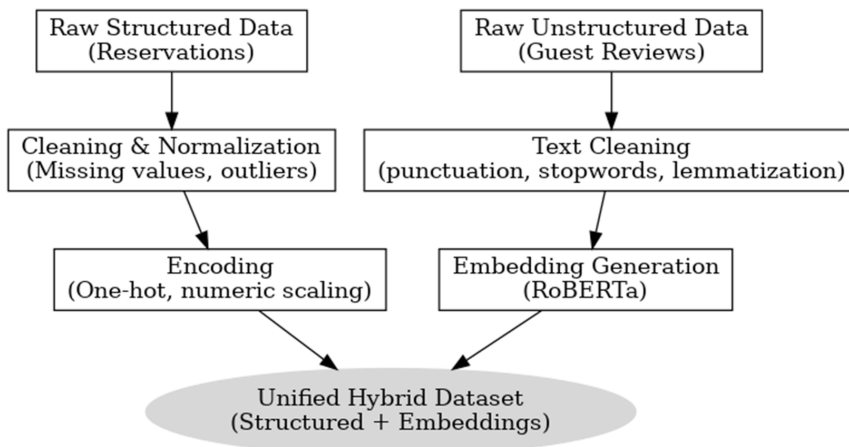 Raw Structured Data
(Reservations)
Raw Unstructured Data
(Guest Reviews)
Cleaning & Normalization
(Missing values, outliers)
Text Cleaning
(punctuation, stopwords, lemmatization)
Encoding
(One-hot, numeric scaling)
Embedding Generation
(RoBERTa)
Unified Hybrid Dataset
(Structured + Embeddings)